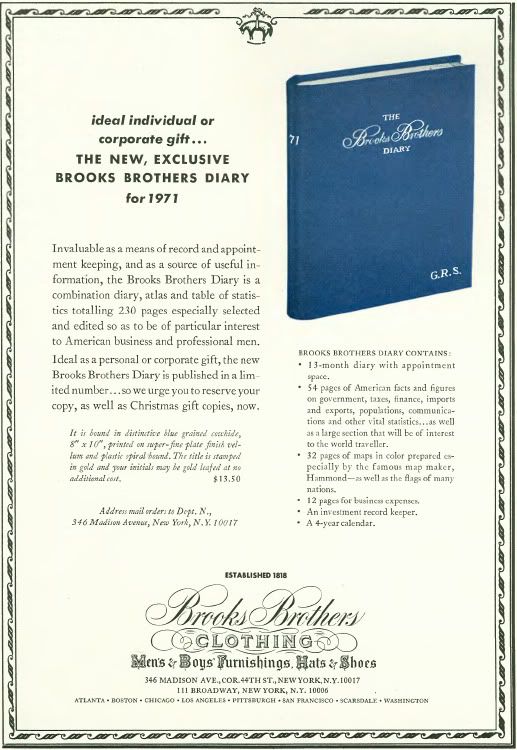 ideal individual or
corporate gift...
THE NEW, EXCLUSIVE
BROOKS BROTHERS DIARY
for 1971
THE
Brooks Brothers
DIARY
71
G.R.S.
Invaluable as a means of record and appoint-
ment keeping, and as a source of useful in-
formation, the Brooks Brothers Diary is a
combination diary, atlas and table of statis-
tics totalling 230 pages especially selected
and edited so as to be of particular interest
to American business and professional men.
Ideal as a personal or corporate gift, the new
Brooks Brothers Diary is published in a lim-
ited number...so we urge you to reserve your
copy, as well as Christmas gift copies, now.
It is bound in distinctive blue grained cowhide,
8" x 10", printed on super-fine plate finish vel-
lum and plastic spiral bound. The title is stamped
in gold and your initials may be gold leafed at no
additional cost. $13.50
Address mail orders to Dept. N.,
346 Madison Avenue, New York, N.Y. 10017
BROOKS BROTHERS DIARY CONTAINS:
• 13-month diary with appointment
space.
• 54 pages of American facts and figures
on government, taxes, finance, imports
and exports, populations, communica-
tions and other vital statistics...as well
as a large section that will be of interest
to the world traveller.
• 32 pages of maps in color prepared es-
pecially by the famous map maker,
Hammond—as well as the flags of many
nations.
• 12 pages for business expenses.
• An investment record keeper.
• A 4-year calendar.
ESTABLISHED 1818
Brooks Brothers
CLOTHING
Men's & Boys' Furnishings, Hats & Shoes
346 MADISON AVE., COR. 44TH ST., NEW YORK, N.Y. 10017
111 BROADWAY, NEW YORK, N.Y. 10006
ATLANTA • BOSTON • CHICAGO • LOS ANGELES • PITTSBURGH • SAN FRANCISCO • SCARSDALE • WASHINGTON